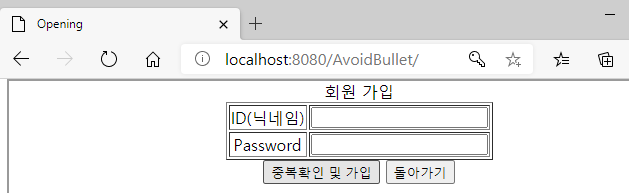 Opening
localhost:8080/AvoidBullet/
회원 가입
ID(닉네임)
Password
중복확인 및 가입 돌아가기